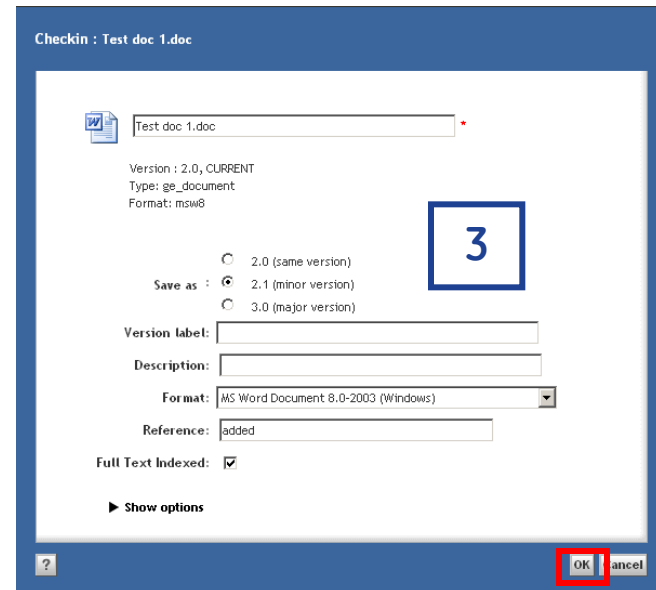 Checkin : Test doc 1.doc
Test doc 1.doc *
Version : 2.0, CURRENT
Type: ge_document
Format: msw8
3
2.0 (same version)
Save as : 2.1 (minor version)
3.0 (major version)
Version label:
Description:
Format: MS Word Document 8.0-2003 (Windows)
Reference: added
Full Text Indexed:
Show options
? OK Cancel